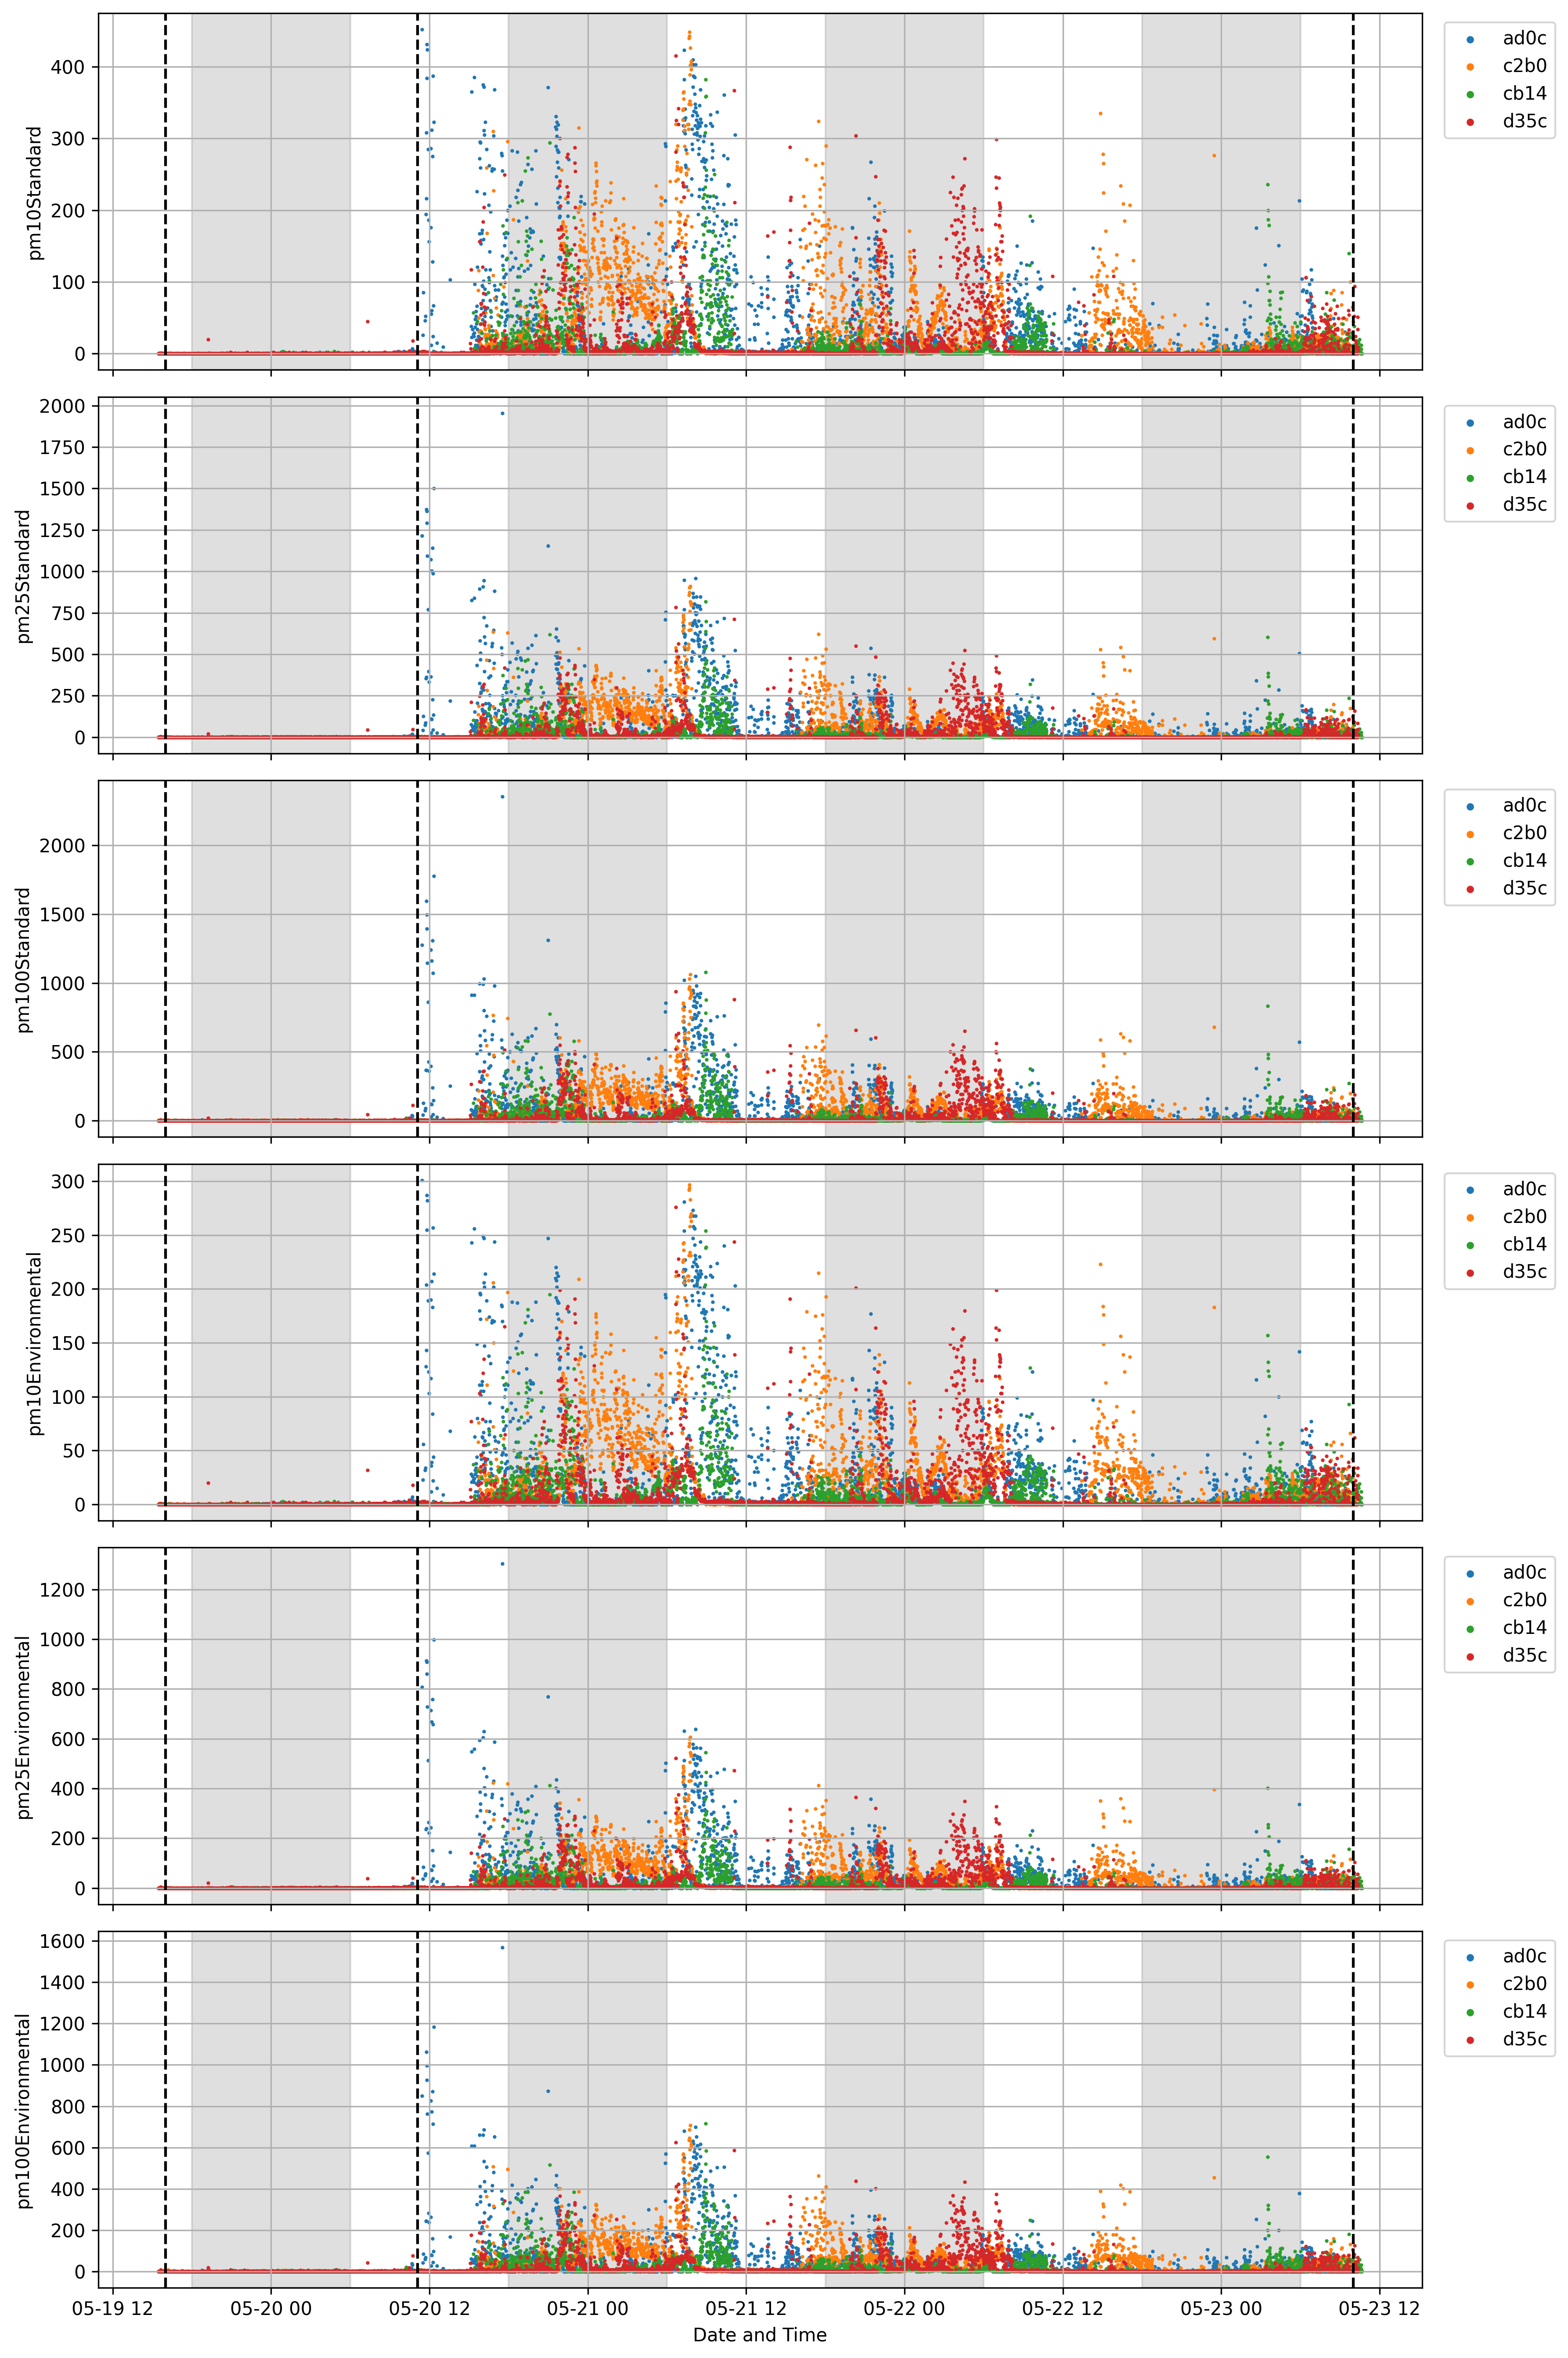 400
300
200
100
0
pm10Standard
ad0c
c2b0
cb14
d35c
2000
1750
1500
1250
1000
750
500
250
0
pm25Standard
ad0c
c2b0
cb14
d35c
2000
1500
1000
500
0
pm100Standard
ad0c
c2b0
cb14
d35c
300
250
200
150
100
50
0
pm10Environmental
ad0c
c2b0
cb14
d35c
1200
1000
800
600
400
200
0
pm25Environmental
ad0c
c2b0
cb14
d35c
1600
1400
1200
1000
800
600
400
200
0
pm100Environmental
ad0c
c2b0
cb14
d35c
05-19 12 05-20 00 05-20 12 05-21 00 05-21 12 05-22 00 05-22 12 05-23 00 05-23 12
Date and Time